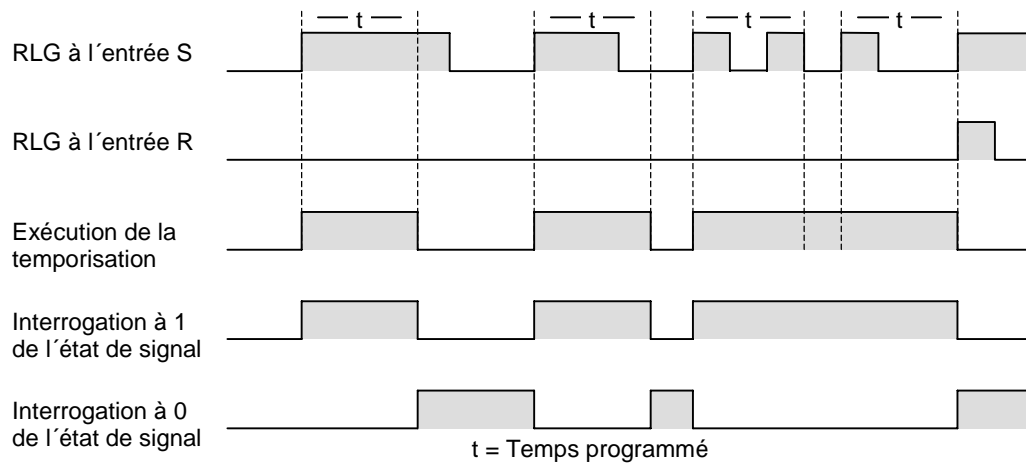 t t t t
RLG à l´entrée S
RLG à l´entrée R
Exécution de la
temporisation
Interrogation à 1
de l´état de signal
Interrogation à 0
de l´état de signal
t = Temps programmé